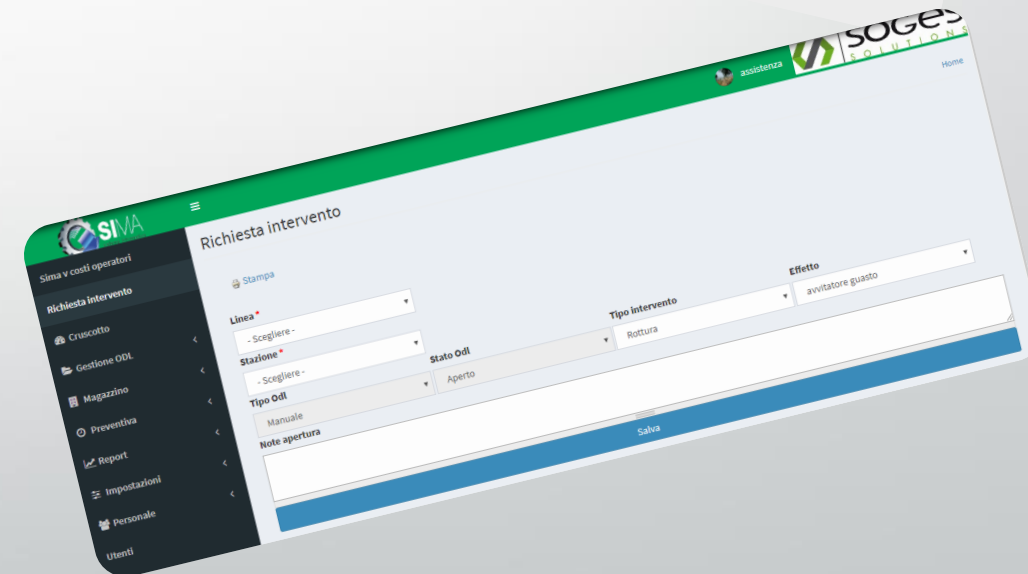 SOGES
SOLUTIONS
assistenza
Home
SIMA
Sima v costi operatori
Richiesta intervento
Cruscotto
Gestione ODL
Magazzino
Preventiva
Report
Impostazioni
Personale
Utenti
Richiesta intervento
Stampa
Linea *
- Scegliere -
Stazione *
- Scegliere -
Tipo Odl
Manuale
Stato Odl
Aperto
Tipo intervento
Rottura
Effetto
avvitatore guasto
Note apertura
Salva